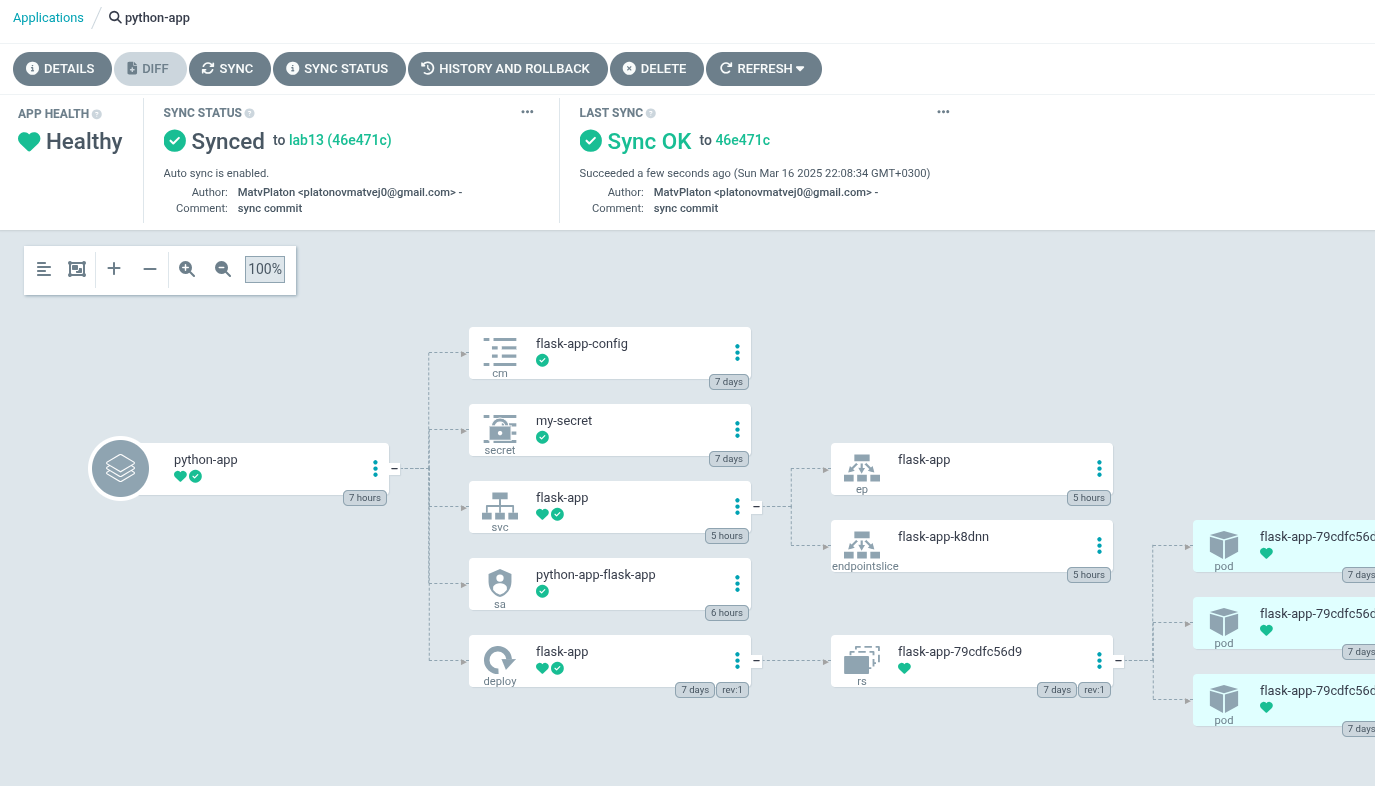 Applications / python-app
DETAILS DIFF SYNC SYNC STATUS HISTORY AND ROLLBACK DELETE REFRESH
APP HEALTH
Healthy
SYNC STATUS
Synced to lab13 (46e471c)
Auto sync is enabled.
Author: MatvPlaton <platonovmatvej0@gmail.com> -
Comment: sync commit
LAST SYNC
Sync OK to 46e471c
Succeeded a few seconds ago (Sun Mar 16 2025 22:08:34 GMT+0300)
Author: MatvPlaton <platonovmatvej0@gmail.com> -
Comment: sync commit
100%
python-app
7 hours
flask-app-config
cm
7 days
my-secret
secret
7 days
flask-app
svc
5 hours
python-app-flask-app
sa
6 hours
flask-app
deploy
7 days rev:1
flask-app
ep
5 hours
flask-app-k8dnn
endpointslice
5 hours
flask-app-79cdfc56d9
rs
7 days rev:1
flask-app-79cdfc56d
pod
7 days
flask-app-79cdfc56d
pod
7 days
flask-app-79cdfc56d
pod
7 days